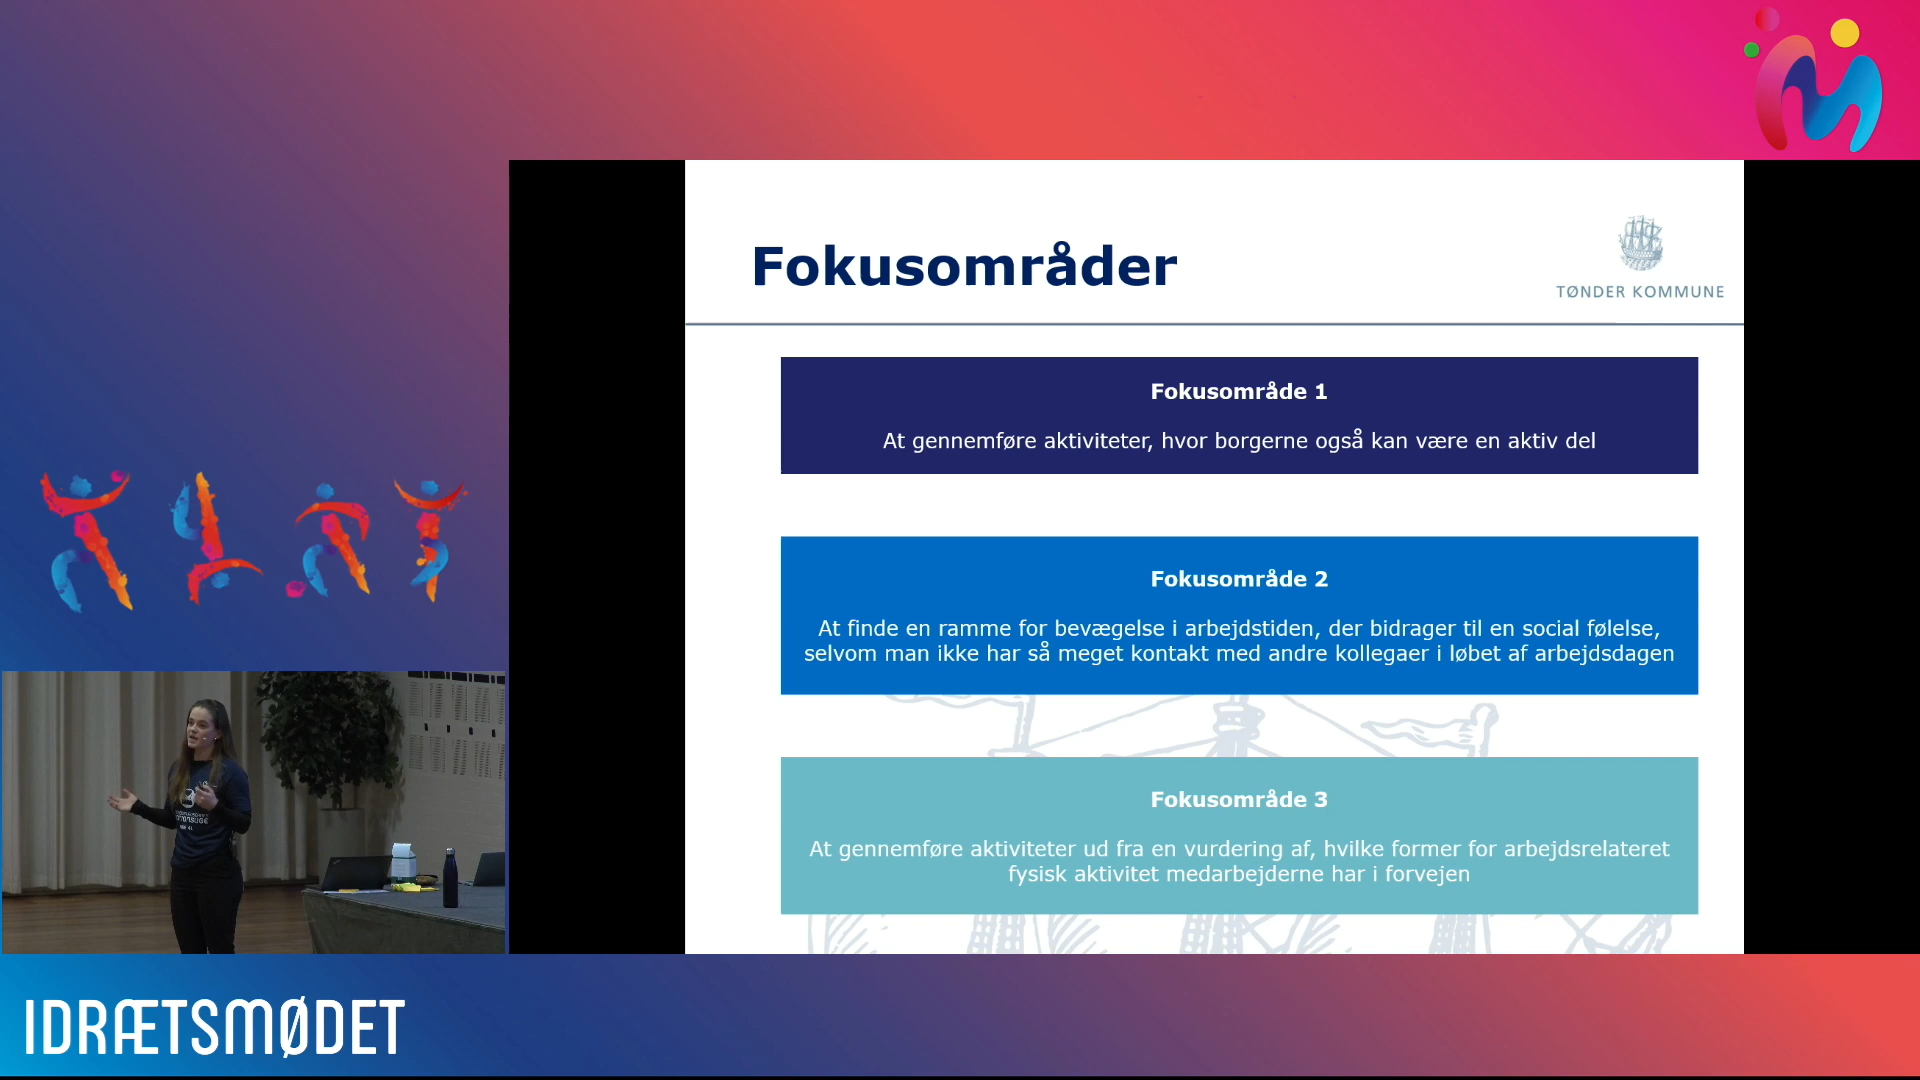 Fokusområder
TØNDER KOMMUNE
Fokusområde 1
At gennemføre aktiviteter, hvor borgerne også kan være en aktiv del
Fokusområde 2
At finde en ramme for bevægelse i arbejdstiden, der bidrager til en social følelse,
selvom man ikke har så meget kontakt med andre kollegaer i løbet af arbejdsdagen
Fokusområde 3
At gennemføre aktiviteter ud fra en vurdering af, hvilke former for arbejdsrelateret
fysisk aktivitet medarbejderne har i forvejen
IDRÆTSMØDET